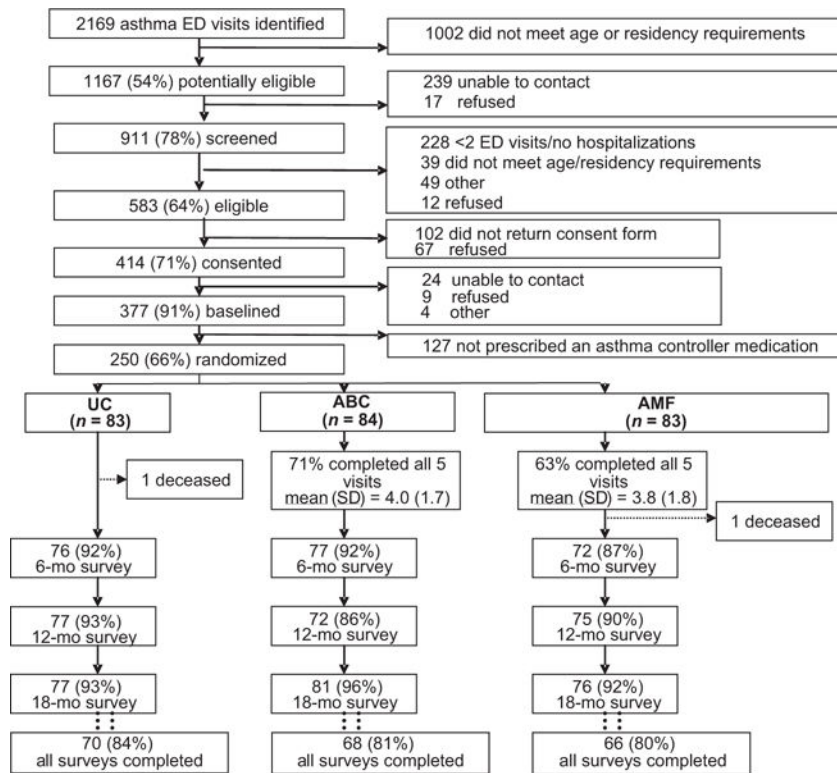 2169 asthma ED visits identified
1002 did not meet age or residency requirements
1167 (54%) potentially eligible
239 unable to contact
17 refused
911 (78%) screened
228 <2 ED visits/no hospitalizations
39 did not meet age/residency requirements
49 other
12 refused
583 (64%) eligible
102 did not return consent form
67 refused
414 (71%) consented
24 unable to contact
9 refused
4 other
377 (91%) baselined
127 not prescribed an asthma controller medication
250 (66%) randomized
UC
(n = 83)
ABC
(n = 84)
AMF
(n = 83)
1 deceased
71% completed all 5
visits
mean (SD) = 4.0 (1.7)
63% completed all 5
visits
mean (SD) = 3.8 (1.8)
1 deceased
76 (92%)
6-mo survey
77 (92%)
6-mo survey
72 (87%)
6-mo survey
77 (93%)
12-mo survey
72 (86%)
12-mo survey
75 (90%)
12-mo survey
77 (93%)
18-mo survey
81 (96%)
18-mo survey
76 (92%)
18-mo survey
70 (84%)
all surveys completed
68 (81%)
all surveys completed
66 (80%)
all surveys completed